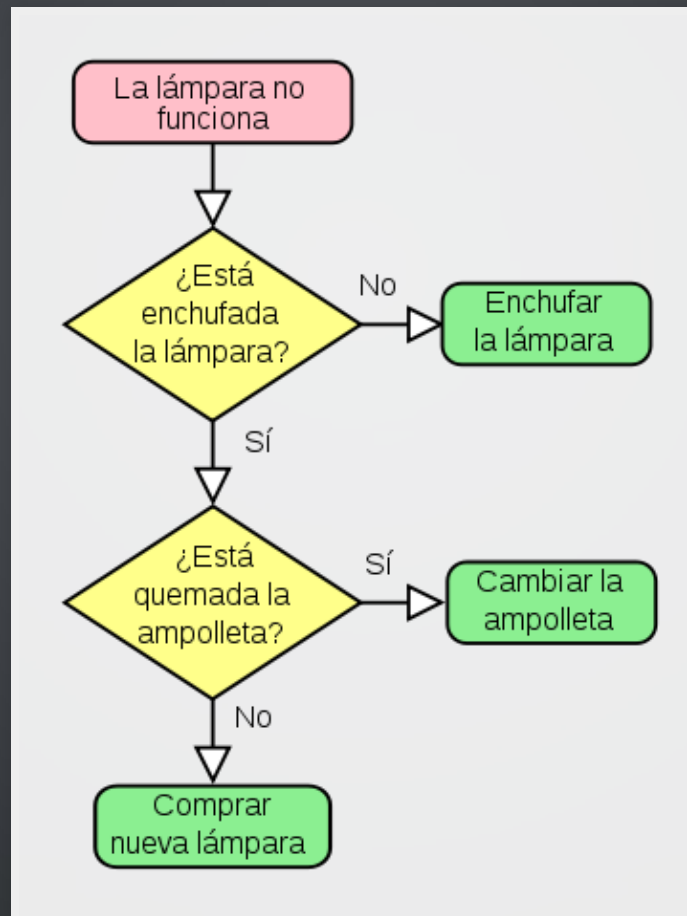 La lámpara no
funciona
¿Está
enchufada
la lámpara?
No
Enchufar
la lámpara
Sí
¿Está
quemada la
ampolleta?
Sí
Cambiar la
ampolleta
No
Comprar
nueva lámpara